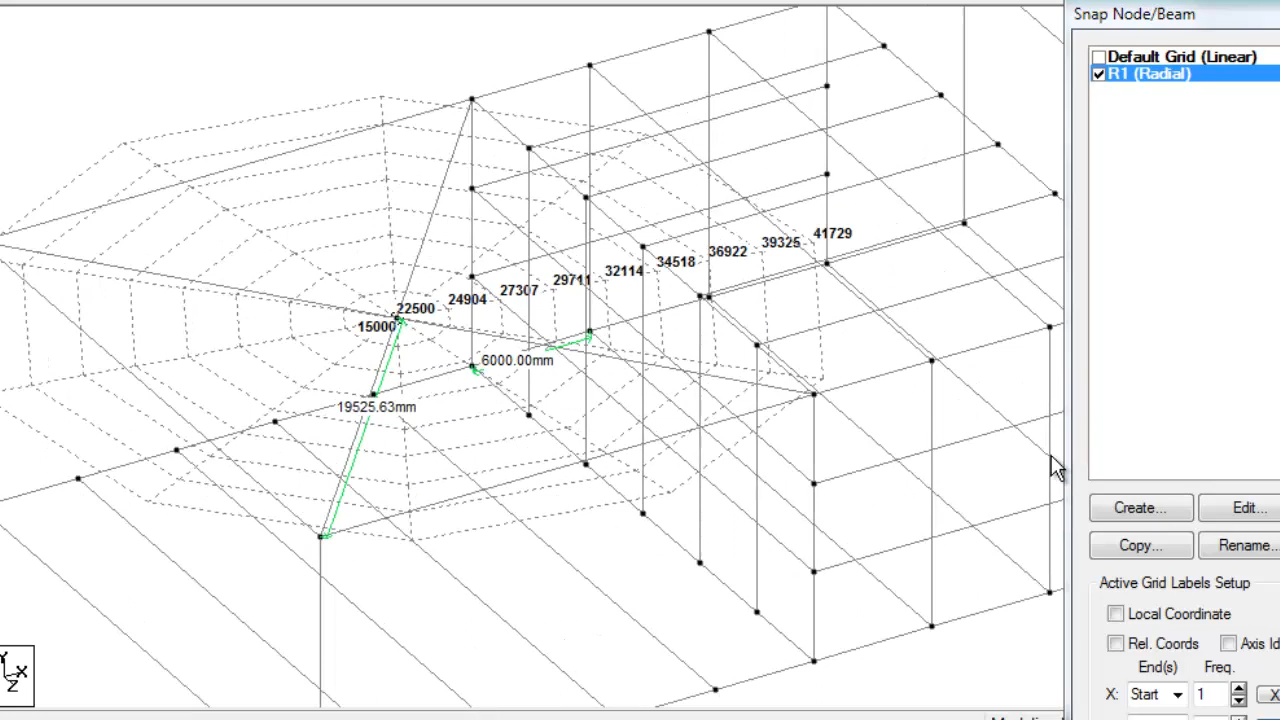 Snap Node/Beam
Default Grid (Linear)
R1 (Radial)
41729
39325
36922
34518
32114
29711
27307
24904
22500
15000
6000.00mm
19525.63mm
Create...
Edit...
Copy...
Rename...
Active Grid Labels Setup
Local Coordinate
Rel. Coords
Axis Id
End(s)
Freq.
X:
Start
1
X
Y
X
Z